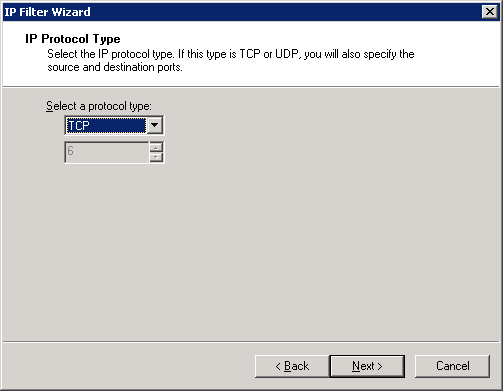 IP Filter Wizard
IP Protocol Type
Select the IP protocol type. If this type is TCP or UDP, you will also specify the
source and destination ports.
Select a protocol type:
TCP
6
< Back
Next >
Cancel